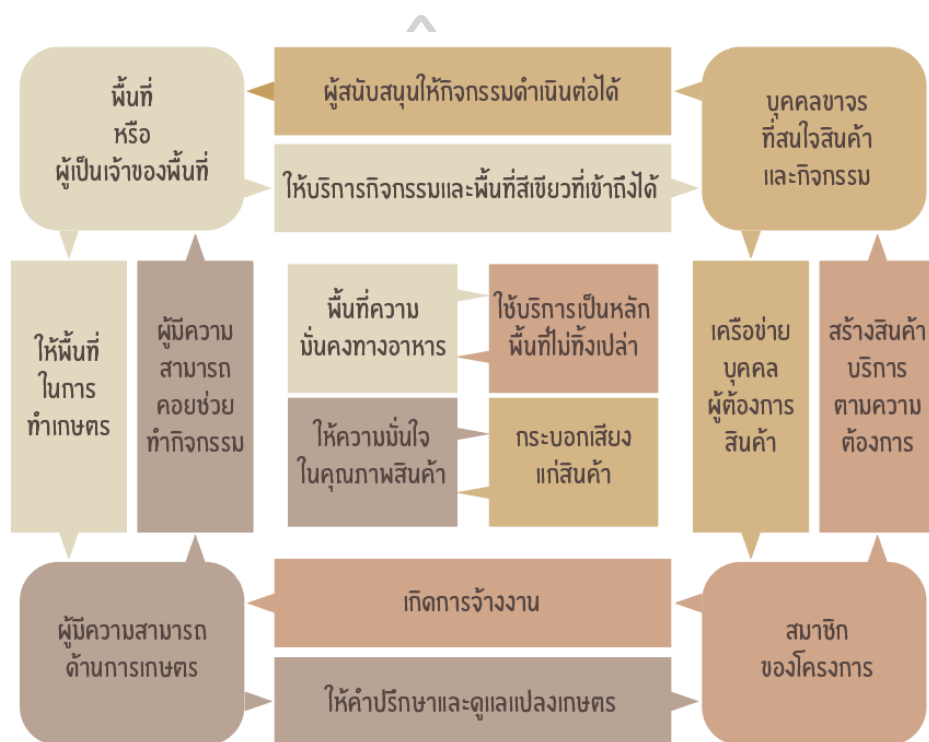 พื้นที่
หรือ
ผู้เป็นเจ้าของพื้นที่
ผู้สนับสนุนให้กิจกรรมดำเนินต่อได้
ให้บริการกิจกรรมและพื้นที่สีเขียวที่เข้าถึงได้
บุคคลขาจร
ที่สนใจสินค้า
และกิจกรรม
ให้พื้นที่
ในการ
ทำเกษตร
ผู้มีความ
สามารถ
คอยช่วย
ทำกิจกรรม
พื้นที่ความ
มั่นคงทางอาหาร
ใช้บริการเป็นหลัก
พื้นที่ไม่ทิ้งเปล่า
ให้ความมั่นใจ
ในคุณภาพสินค้า
กระบอกเสียง
แก่สินค้า
เครือข่าย
บุคคล
ผู้ต้องการ
สินค้า
สร้างสินค้า
บริการ
ตามความ
ต้องการ
ผู้มีความสามารถ
ด้านการเกษตร
เกิดการจ้างงาน
ให้คำปรึกษาและดูแลแปลงเกษตร
สมาชิก
ของโครงการ